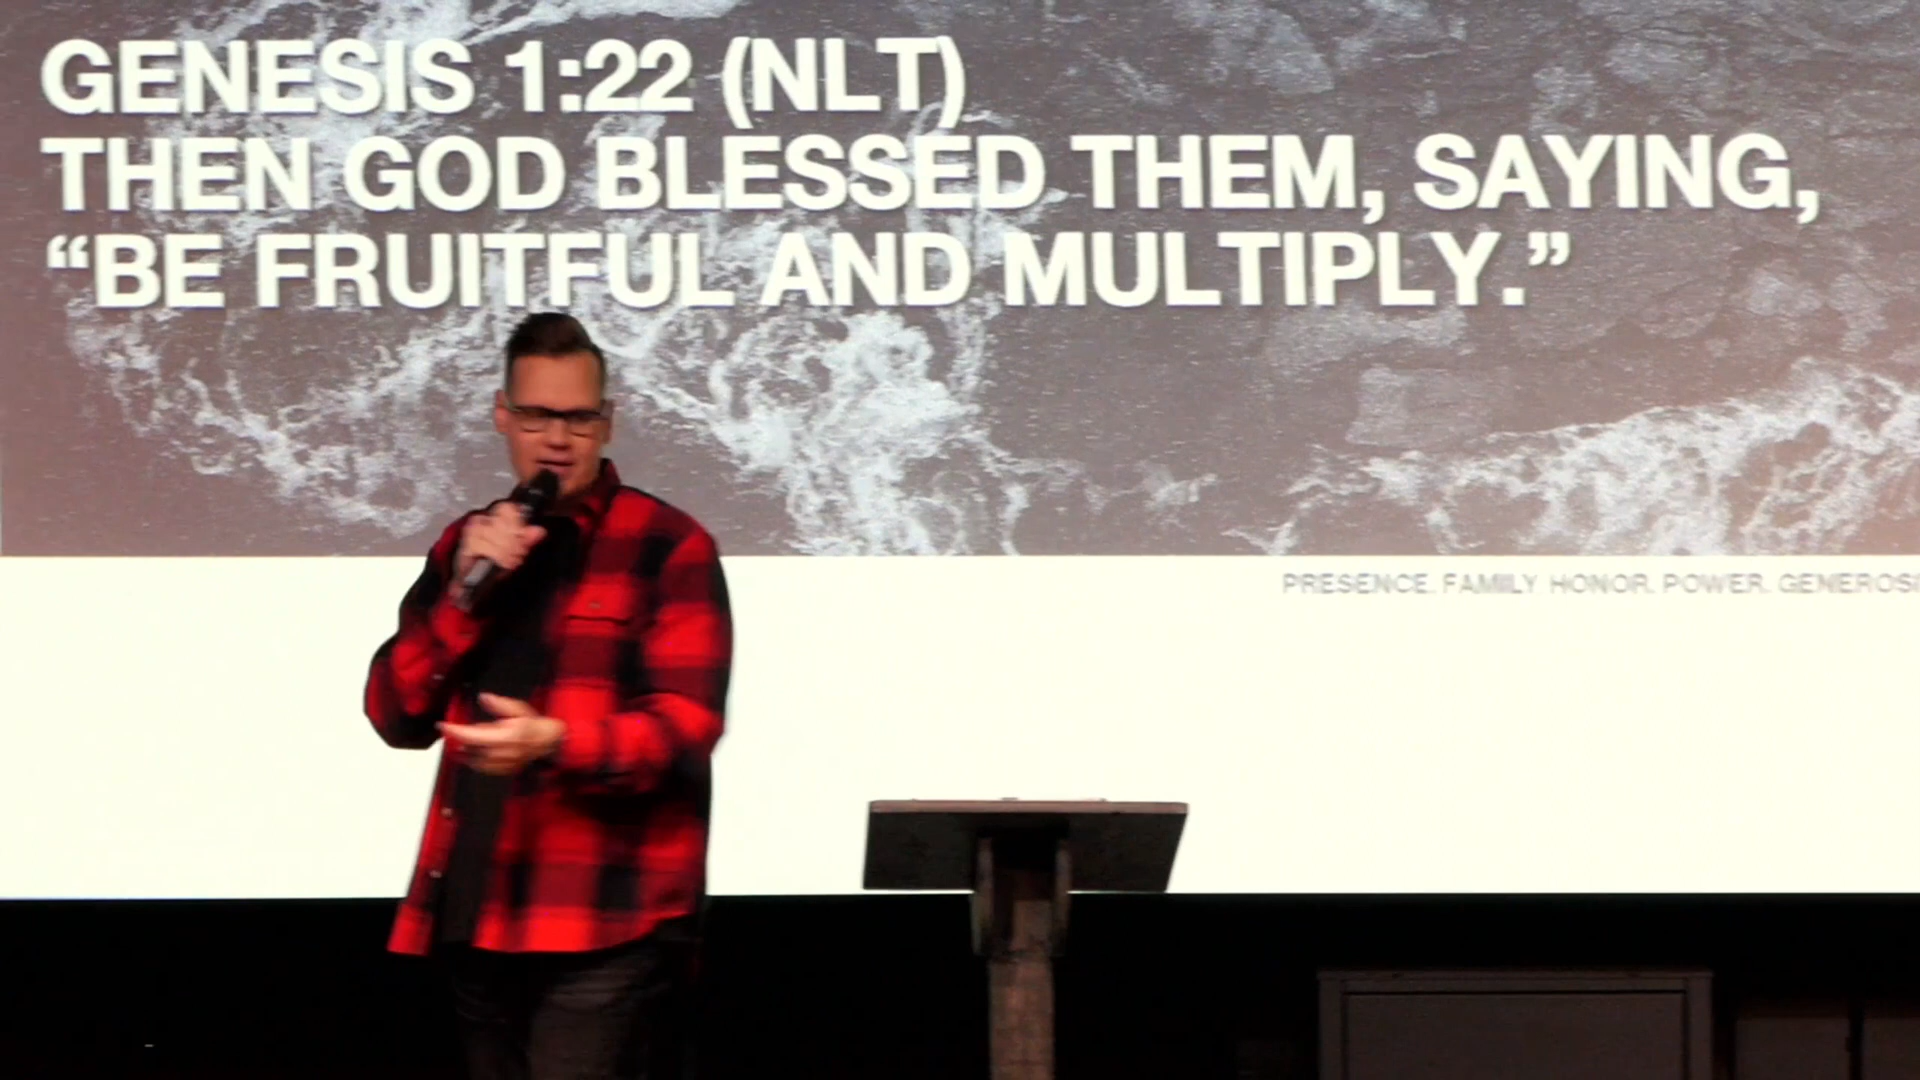 GENESIS 1:22 (NLT)
THEN GOD BLESSED THEM, SAYING,
“BE FRUITFUL AND MULTIPLY.”
PRESENCE. FAMILY. HONOR. POWER.